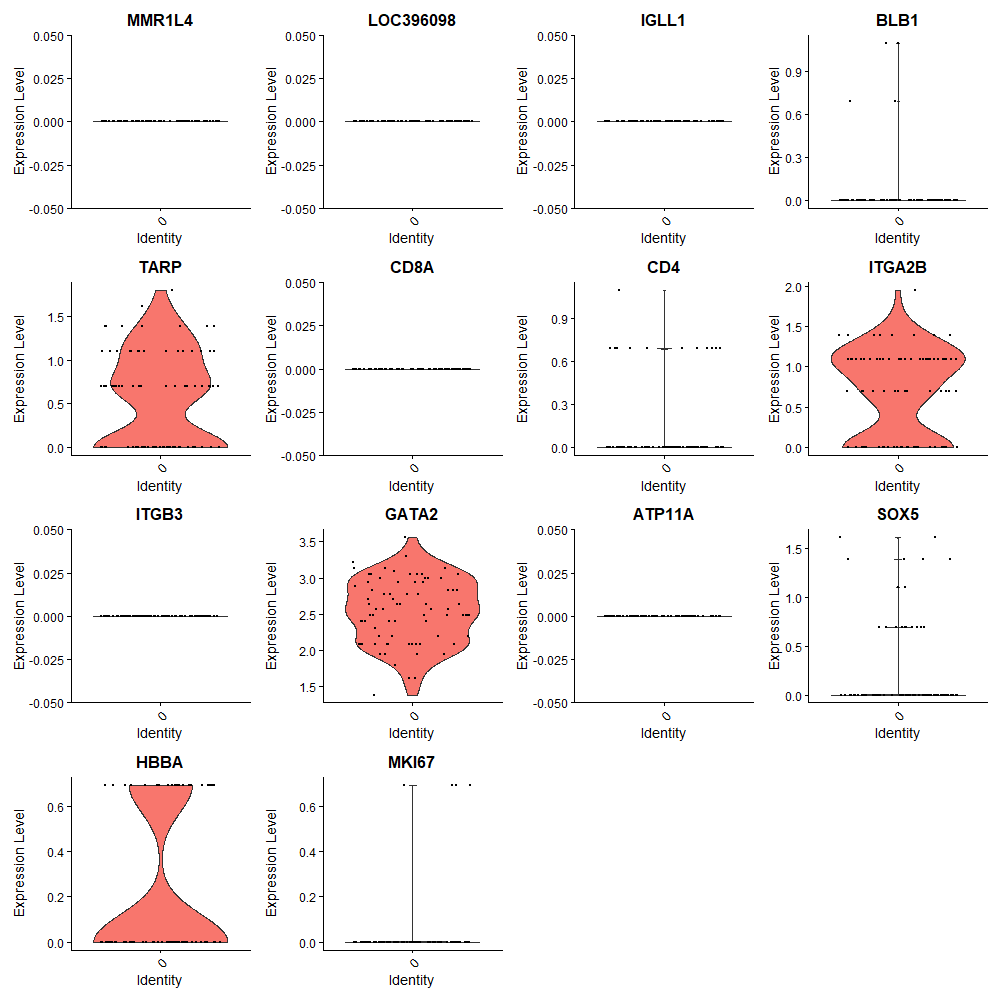 MMR1L4 LOC396098 IGLL1 BLB1
Expression Level 0.050 0.025 0.000 -0.025 -0.050 0 Identity
Expression Level 0.050 0.025 0.000 -0.025 -0.050 0 Identity
Expression Level 0.050 0.025 0.000 -0.025 -0.050 0 Identity
Expression Level 0.9 0.6 0.3 0.0 0 Identity
TARP CD8A CD4 ITGA2B
Expression Level 1.5 1.0 0.5 0.0 0 Identity
Expression Level 0.050 0.025 0.000 -0.025 -0.050 0 Identity
Expression Level 0.9 0.6 0.3 0.0 0 Identity
Expression Level 2.0 1.5 1.0 0.5 0.0 0 Identity
ITGB3 GATA2 ATP11A SOX5
Expression Level 0.050 0.025 0.000 -0.025 -0.050 0 Identity
Expression Level 3.5 3.0 2.5 2.0 1.5 0 Identity
Expression Level 0.050 0.025 0.000 -0.025 -0.050 0 Identity
Expression Level 1.5 1.0 0.5 0.0 0 Identity
HBBA MKI67
Expression Level 0.6 0.4 0.2 0.0 0 Identity
Expression Level 0.6 0.4 0.2 0.0 0 Identity